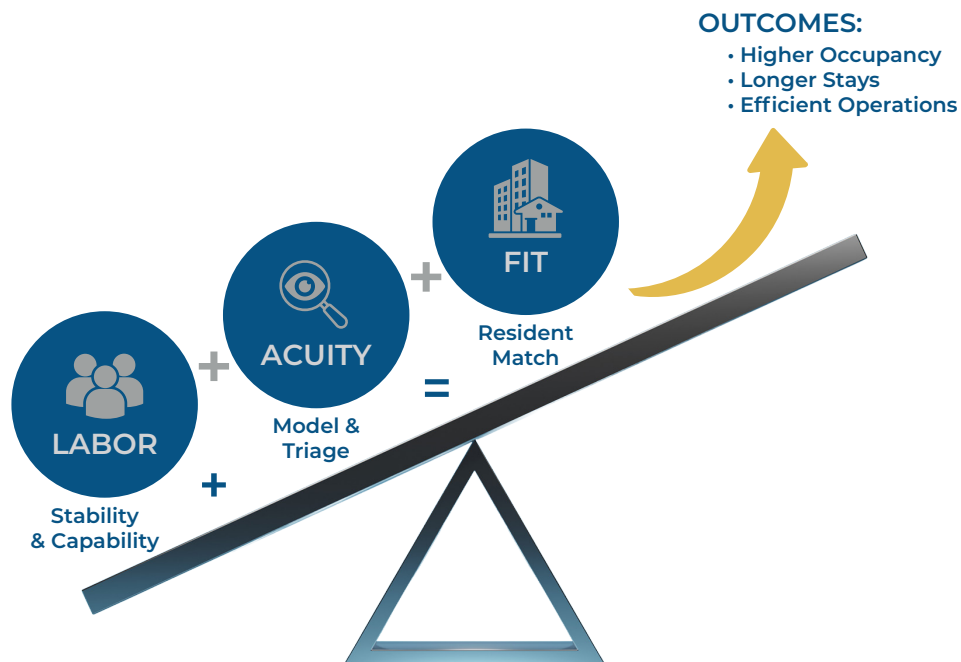 OUTCOMES:
• Higher Occupancy
• Longer Stays
• Efficient Operations
LABOR
Stability
& Capability
+
+
ACUITY
Model &
Triage
+
=
FIT
Resident
Match